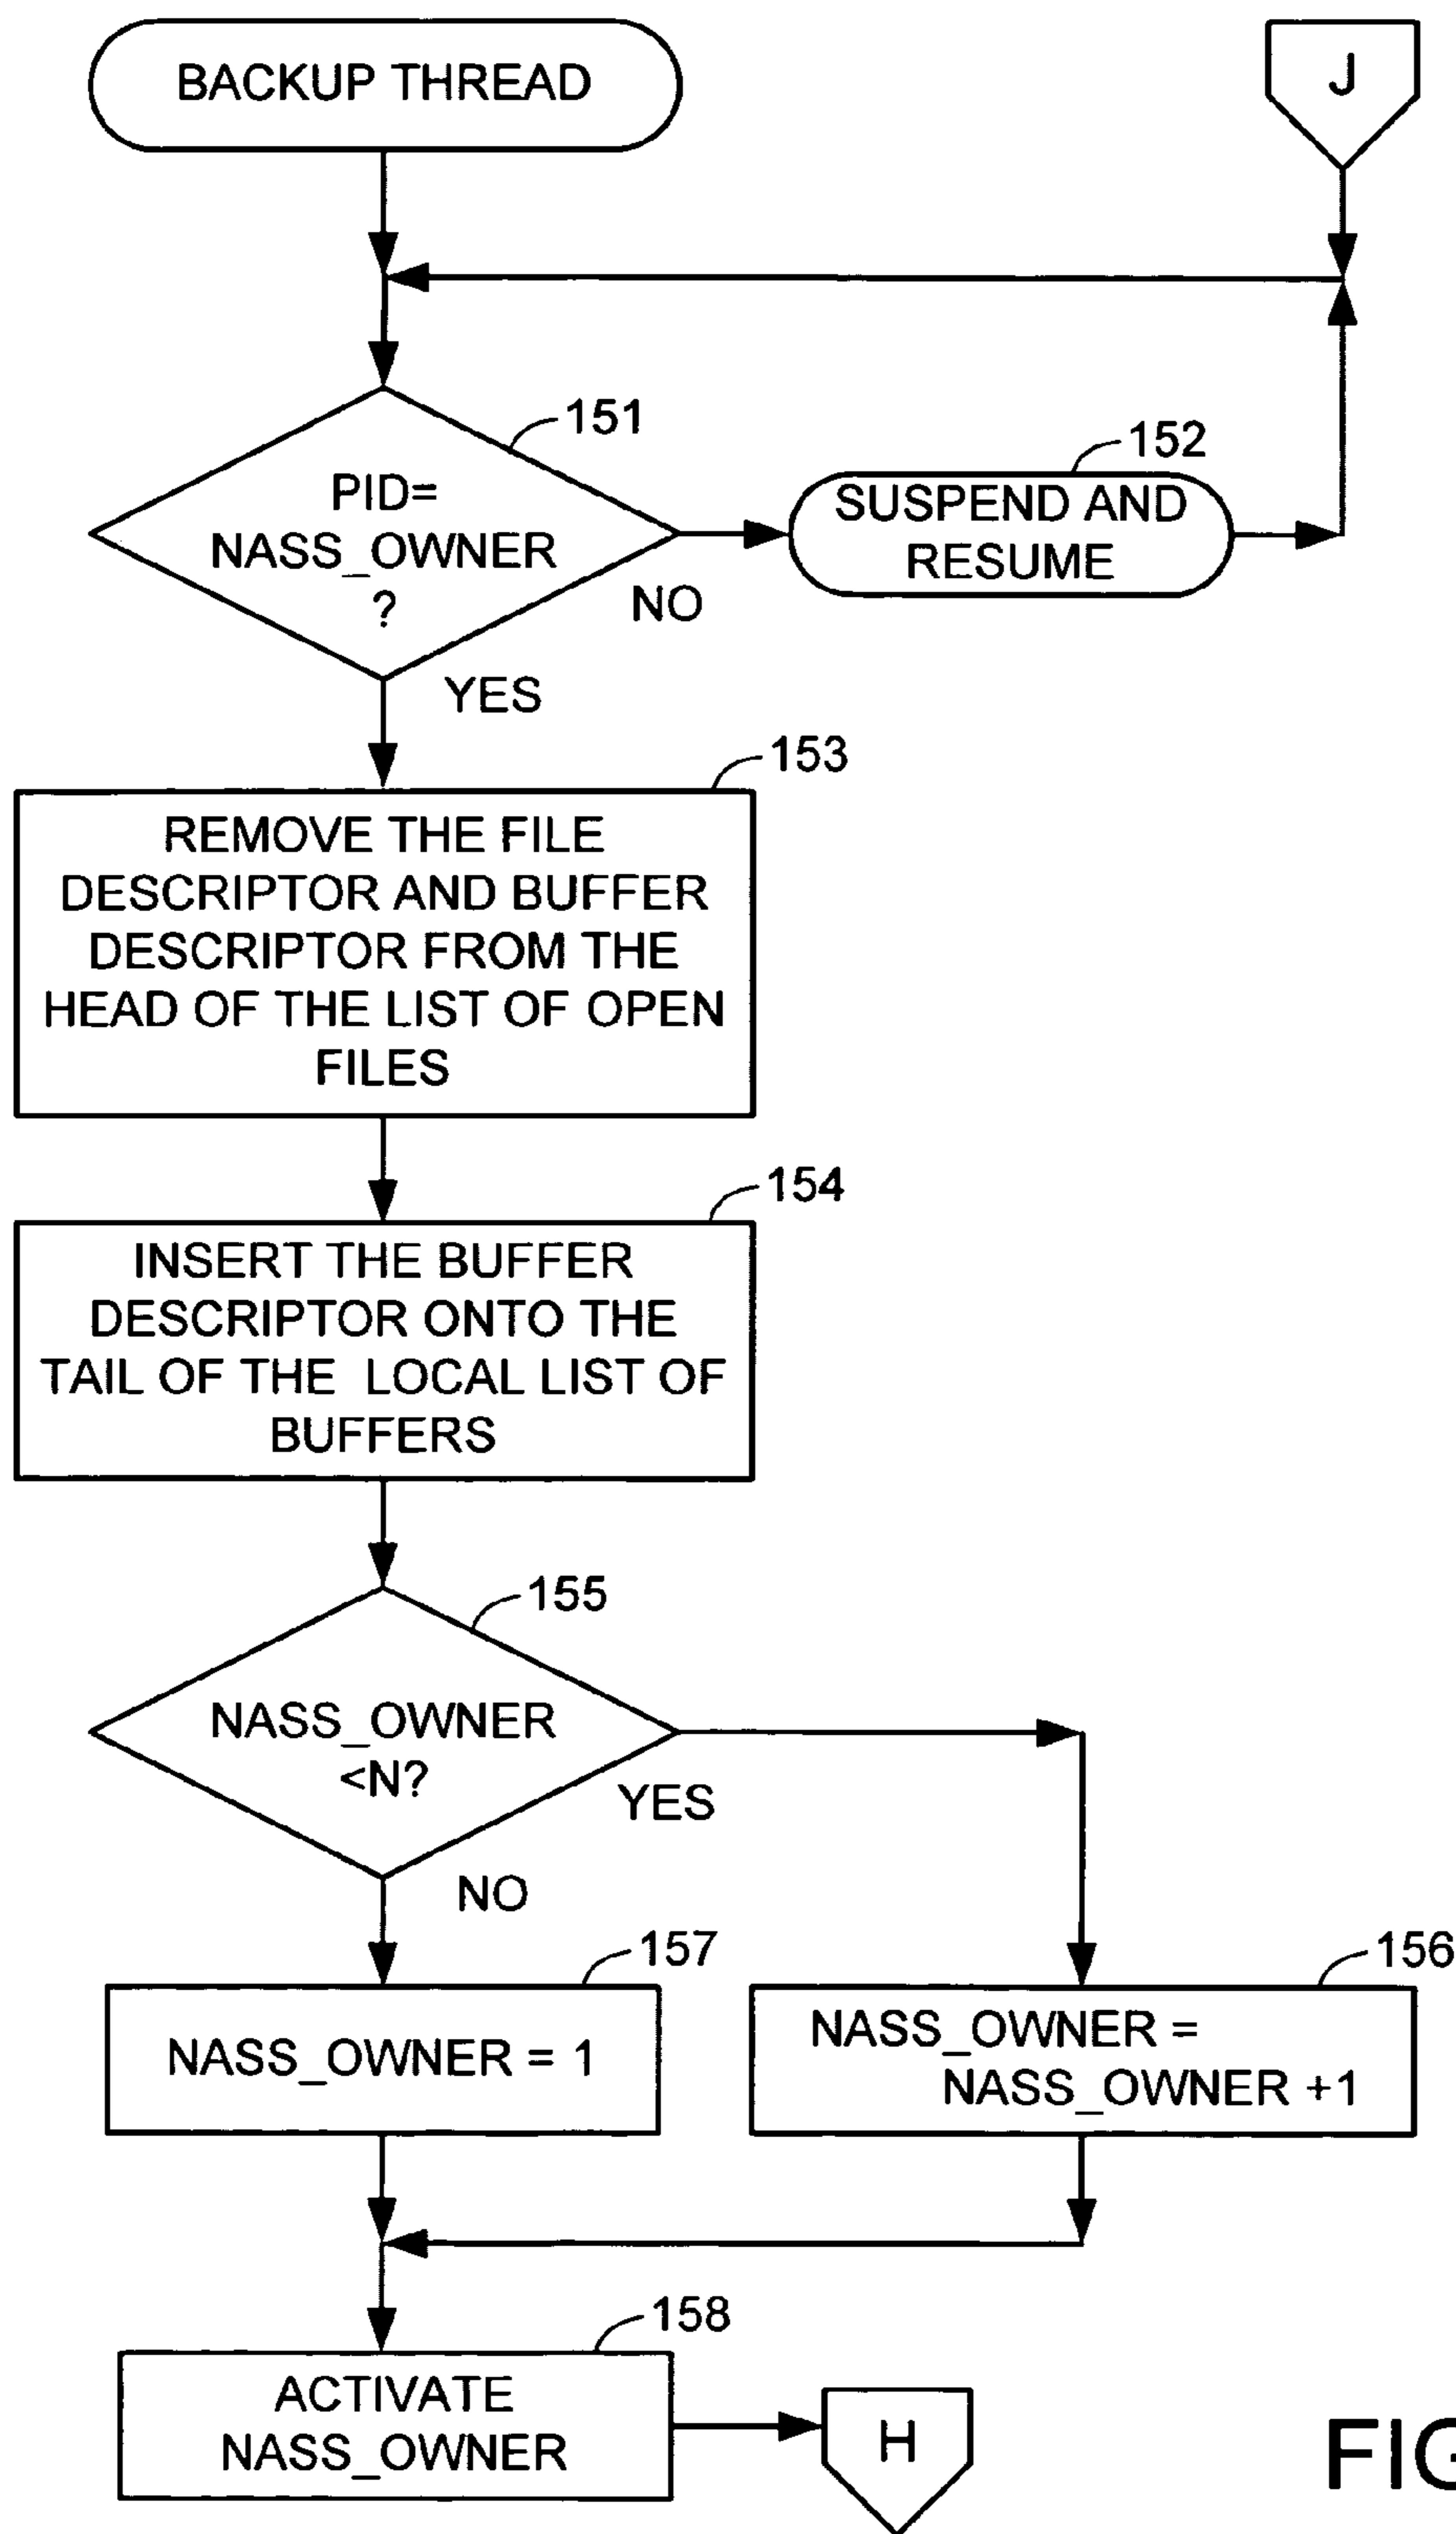 BACKUP THREAD
J
151
PID=
NASS_OWNER
?
NO
152
SUSPEND AND
RESUME
YES
153
REMOVE THE FILE
DESCRIPTOR AND BUFFER
DESCRIPTOR FROM THE
HEAD OF THE LIST OF OPEN
FILES
154
INSERT THE BUFFER
DESCRIPTOR ONTO THE
TAIL OF THE LOCAL LIST OF
BUFFERS
155
NASS_OWNER
<N?
YES
NO
157
NASS_OWNER = 1
156
NASS_OWNER =
NASS_OWNER +1
158
ACTIVATE
NASS_OWNER
H